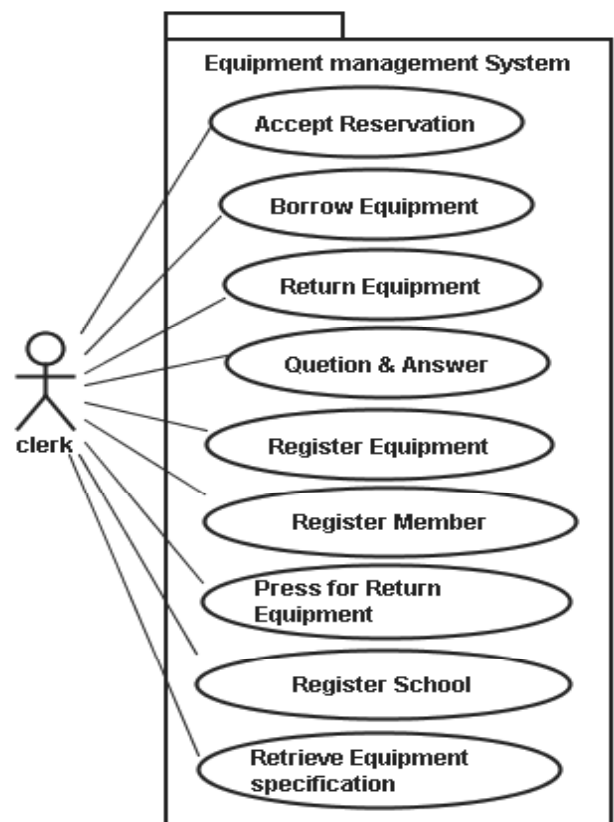 Equipment management System
Accept Reservation
Borrow Equipment
Return Equipment
Quetion & Answer
clerk
Register Equipment
Register Member
Press for Return
Equipment
Register School
Retrieve Equipment
specification